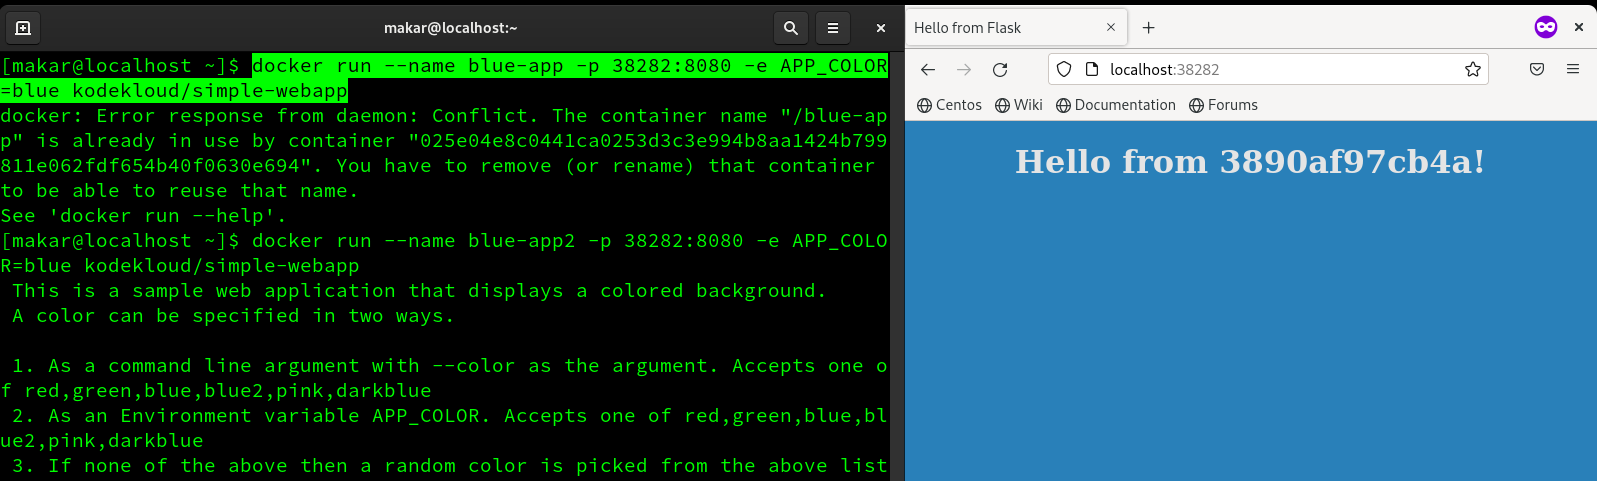 makar@localhost:~
[makar@localhost ~]$ docker run --name blue-app -p 38282:8080 -e APP_COLOR
=blue kodekloud/simple-webapp
docker: Error response from daemon: Conflict. The container name "/blue-ap
p" is already in use by container "025e04e8c0441ca0253d3c3e994b8aa1424b799
811e062fdf654b40f0630e694". You have to remove (or rename) that container
to be able to reuse that name.
See 'docker run --help'.
[makar@localhost ~]$ docker run --name blue-app2 -p 38282:8080 -e APP_COLO
R=blue kodekloud/simple-webapp
This is a sample web application that displays a colored background.
A color can be specified in two ways.
1. As a command line argument with --color as the argument. Accepts one o
f red,green,blue,blue2,pink,darkblue
2. As an Environment variable APP_COLOR. Accepts one of red,green,blue,bl
ue2,pink,darkblue
3. If none of the above then a random color is picked from the above list
Hello from Flask
localhost:38282
Centos Wiki Documentation Forums
Hello from 3890af97cb4a!